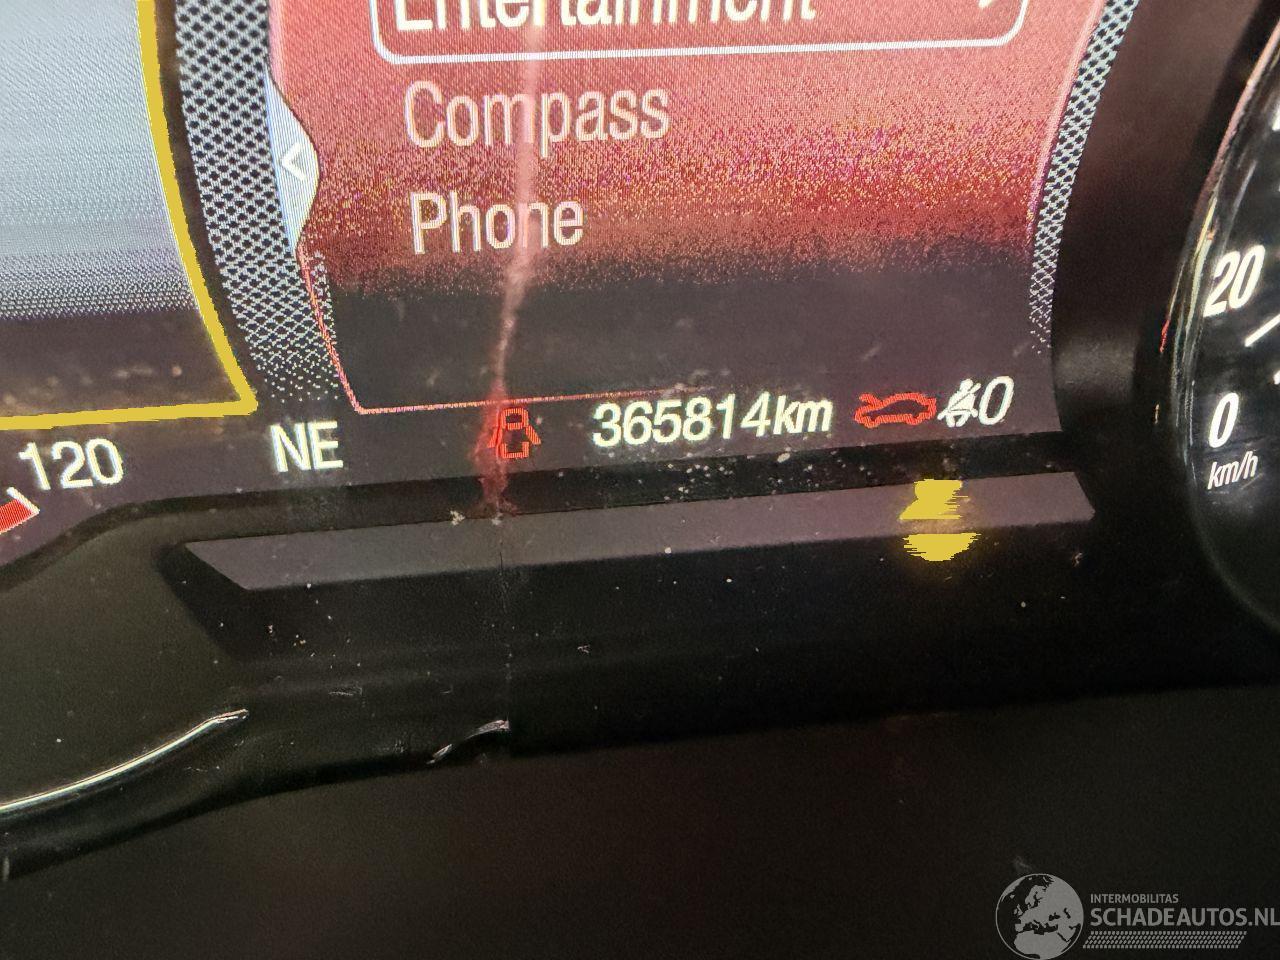 Entertainment
Compass
Phone
120
NE
365814km
0
20
0
km/h
INTERMOBILITAS
SCHADEAUTOS.NL